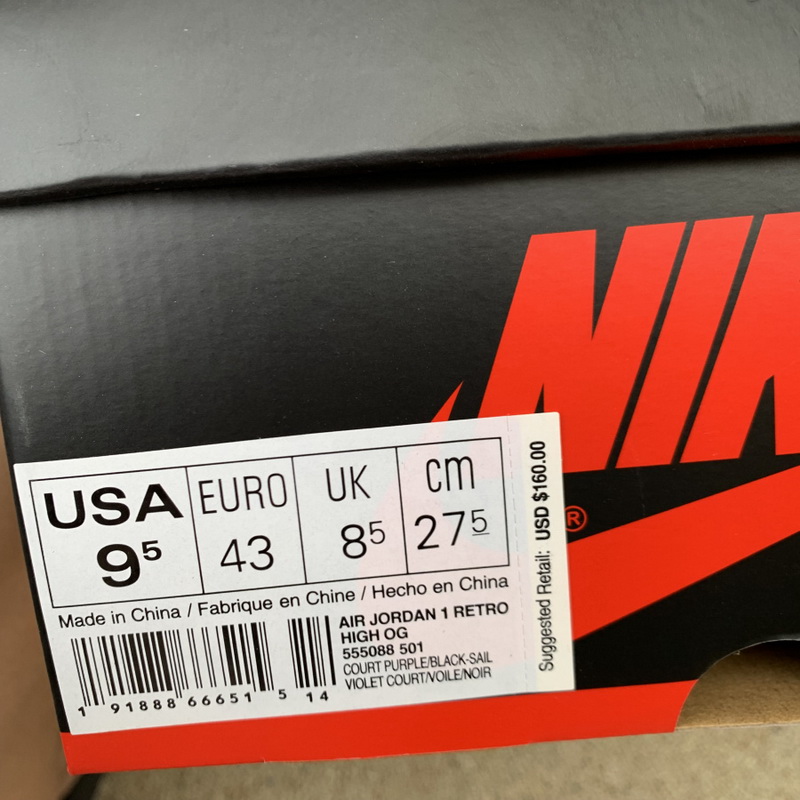 NIK
®
USA EURO UK cm
9⁵ 43 8⁵ 27⁵
Made in China / Fabrique en Chine / Hecho en China
AIR JORDAN 1 RETRO
HIGH OG
555088 501
COURT PURPLE/BLACK-SAIL
VIOLET COURT/VOILE/NOIR
1 91888 66651 5 14
Suggested Retail: USD $160.00